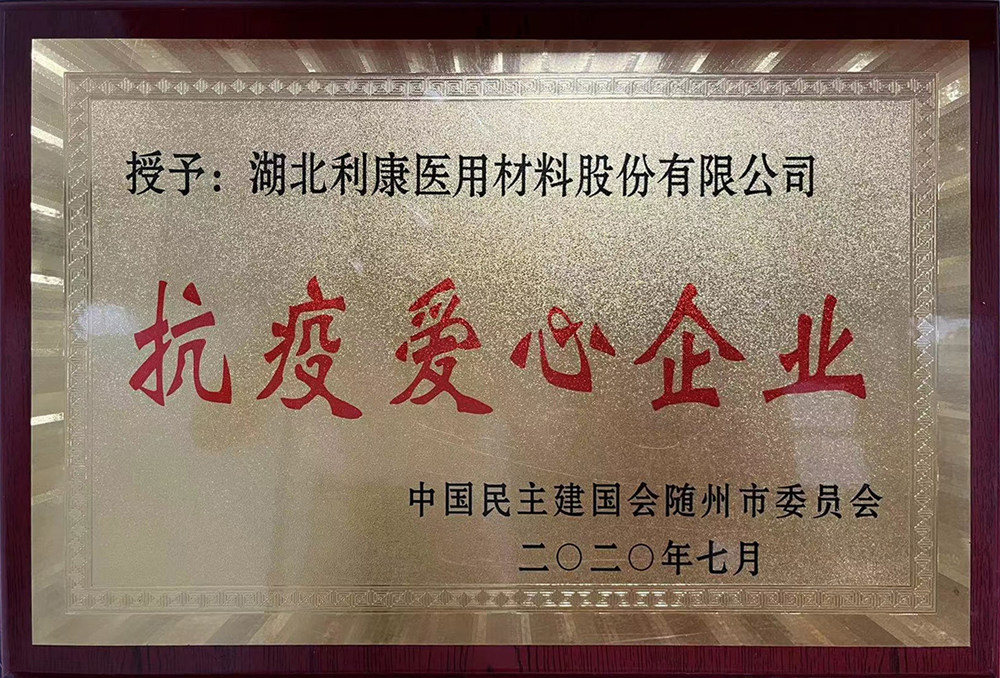 授予：湖北利康医用材料股份有限公司
抗疫爱心企业
中国民主建国会随州市委员会
二〇二〇年七月